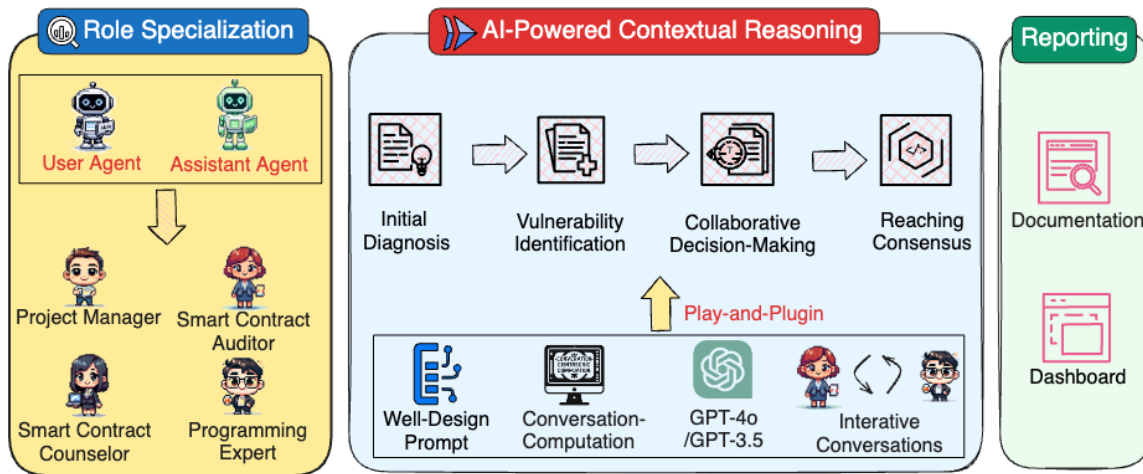 Role Specialization
User Agent
Assistant Agent
Project Manager
Smart Contract
Auditor
Smart Contract
Counselor
Programming
Expert
AI-Powered Contextual Reasoning
Initial
Diagnosis
Vulnerability
Identification
Collaborative
Decision-Making
Reaching
Consensus
Play-and-Plugin
Well-Design
Prompt
Conversation-
Computation
GPT-4o
/GPT-3.5
Interative
Conversations
Reporting
Documentation
Dashboard